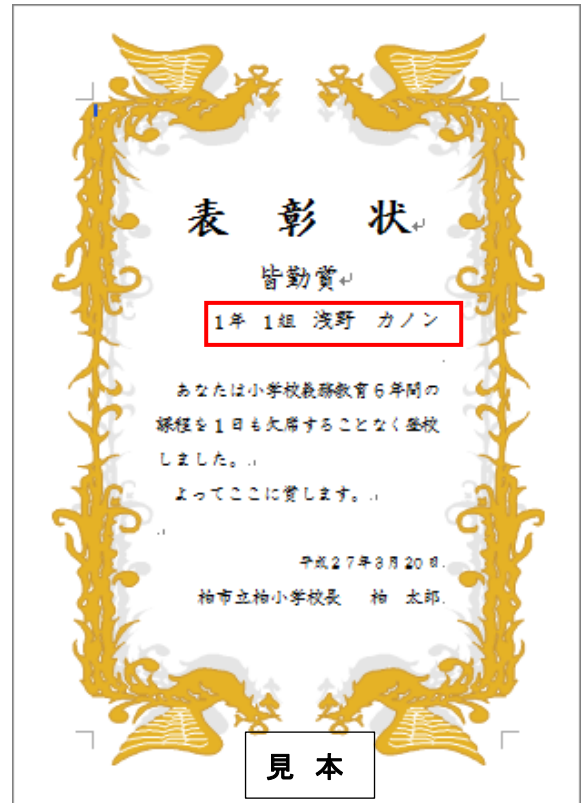 表 彰 状
皆勤賞
1年 1組 浅野 カノン
あなたは小学校義務教育6年間の
課程を1日も欠席することなく登校
しました。
よってここに賞します。
平成27年3月20日
柏市立柏小学校長 柏 太郎
見 本